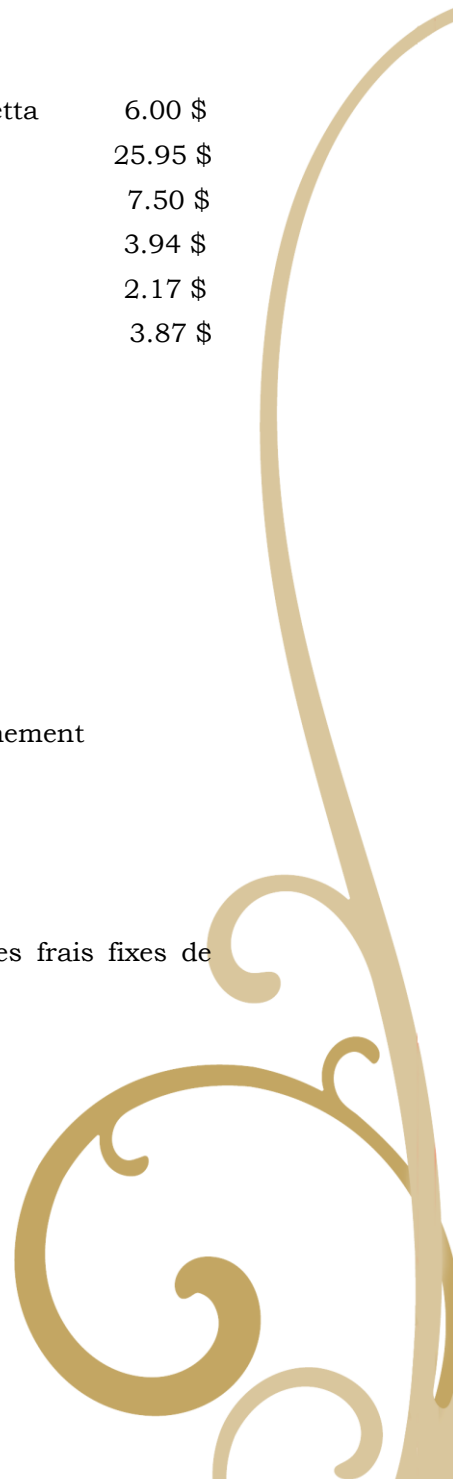 etta 6.00 $
25.95 $
7.50 $
3.94 $
2.17 $
3.87 $
nement
es frais fixes de